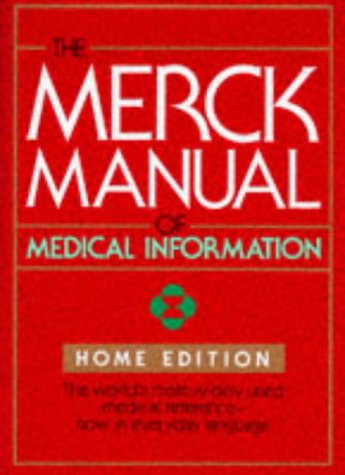 THE
MERCK
MANUAL
OF
MEDICAL INFORMATION
HOME EDITION
The world's most widely used
medical reference–
now in everyday language